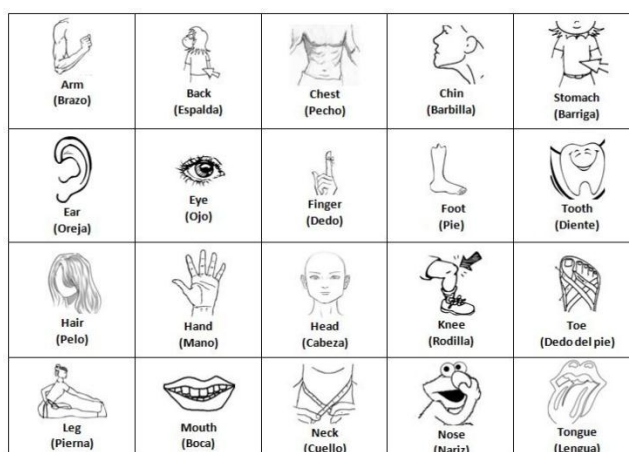 Arm
(Brazo)
Back
(Espalda)
Chest
(Pecho)
Chin
(Barbilla)
Stomach
(Barriga)
Ear
(Oreja)
Eye
(Ojo)
Finger
(Dedo)
Foot
(Pie)
Tooth
(Diente)
Hair
(Pelo)
Hand
(Mano)
Head
(Cabeza)
Knee
(Rodilla)
Toe
(Dedo del pie)
Leg
(Pierna)
Mouth
(Boca)
Neck
(Cuello)
Nose
(Nariz)
Tongue
(Lengua)